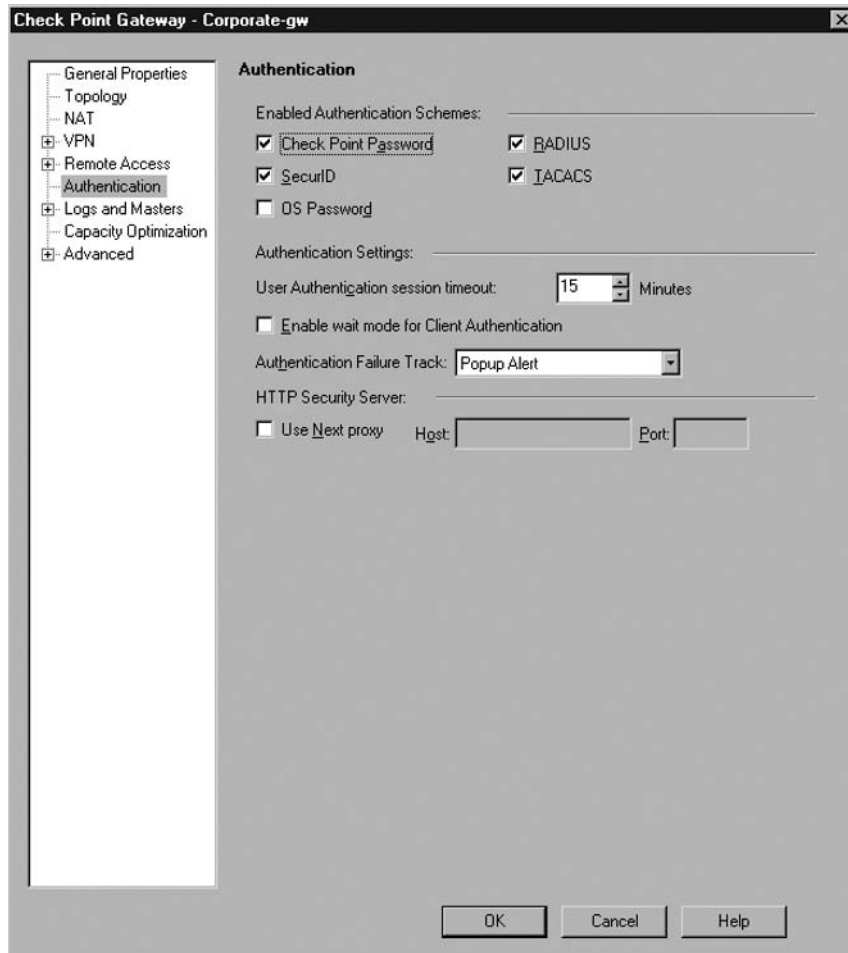 Check Point Gateway - Corporate-gw
General Properties
Topology
NAT
VPN
Remote Access
Authentication
Logs and Masters
Capacity Optimization
Advanced
Authentication
Enabled Authentication Schemes:
Check Point Password
RADIUS
SecurID
TACACS
OS Password
Authentication Settings:
User Authentication session timeout: 15 Minutes
Enable wait mode for Client Authentication
Authentication Failure Track: Popup Alert
HTTP Security Server:
Use Next proxy Host: Port:
OK Cancel Help